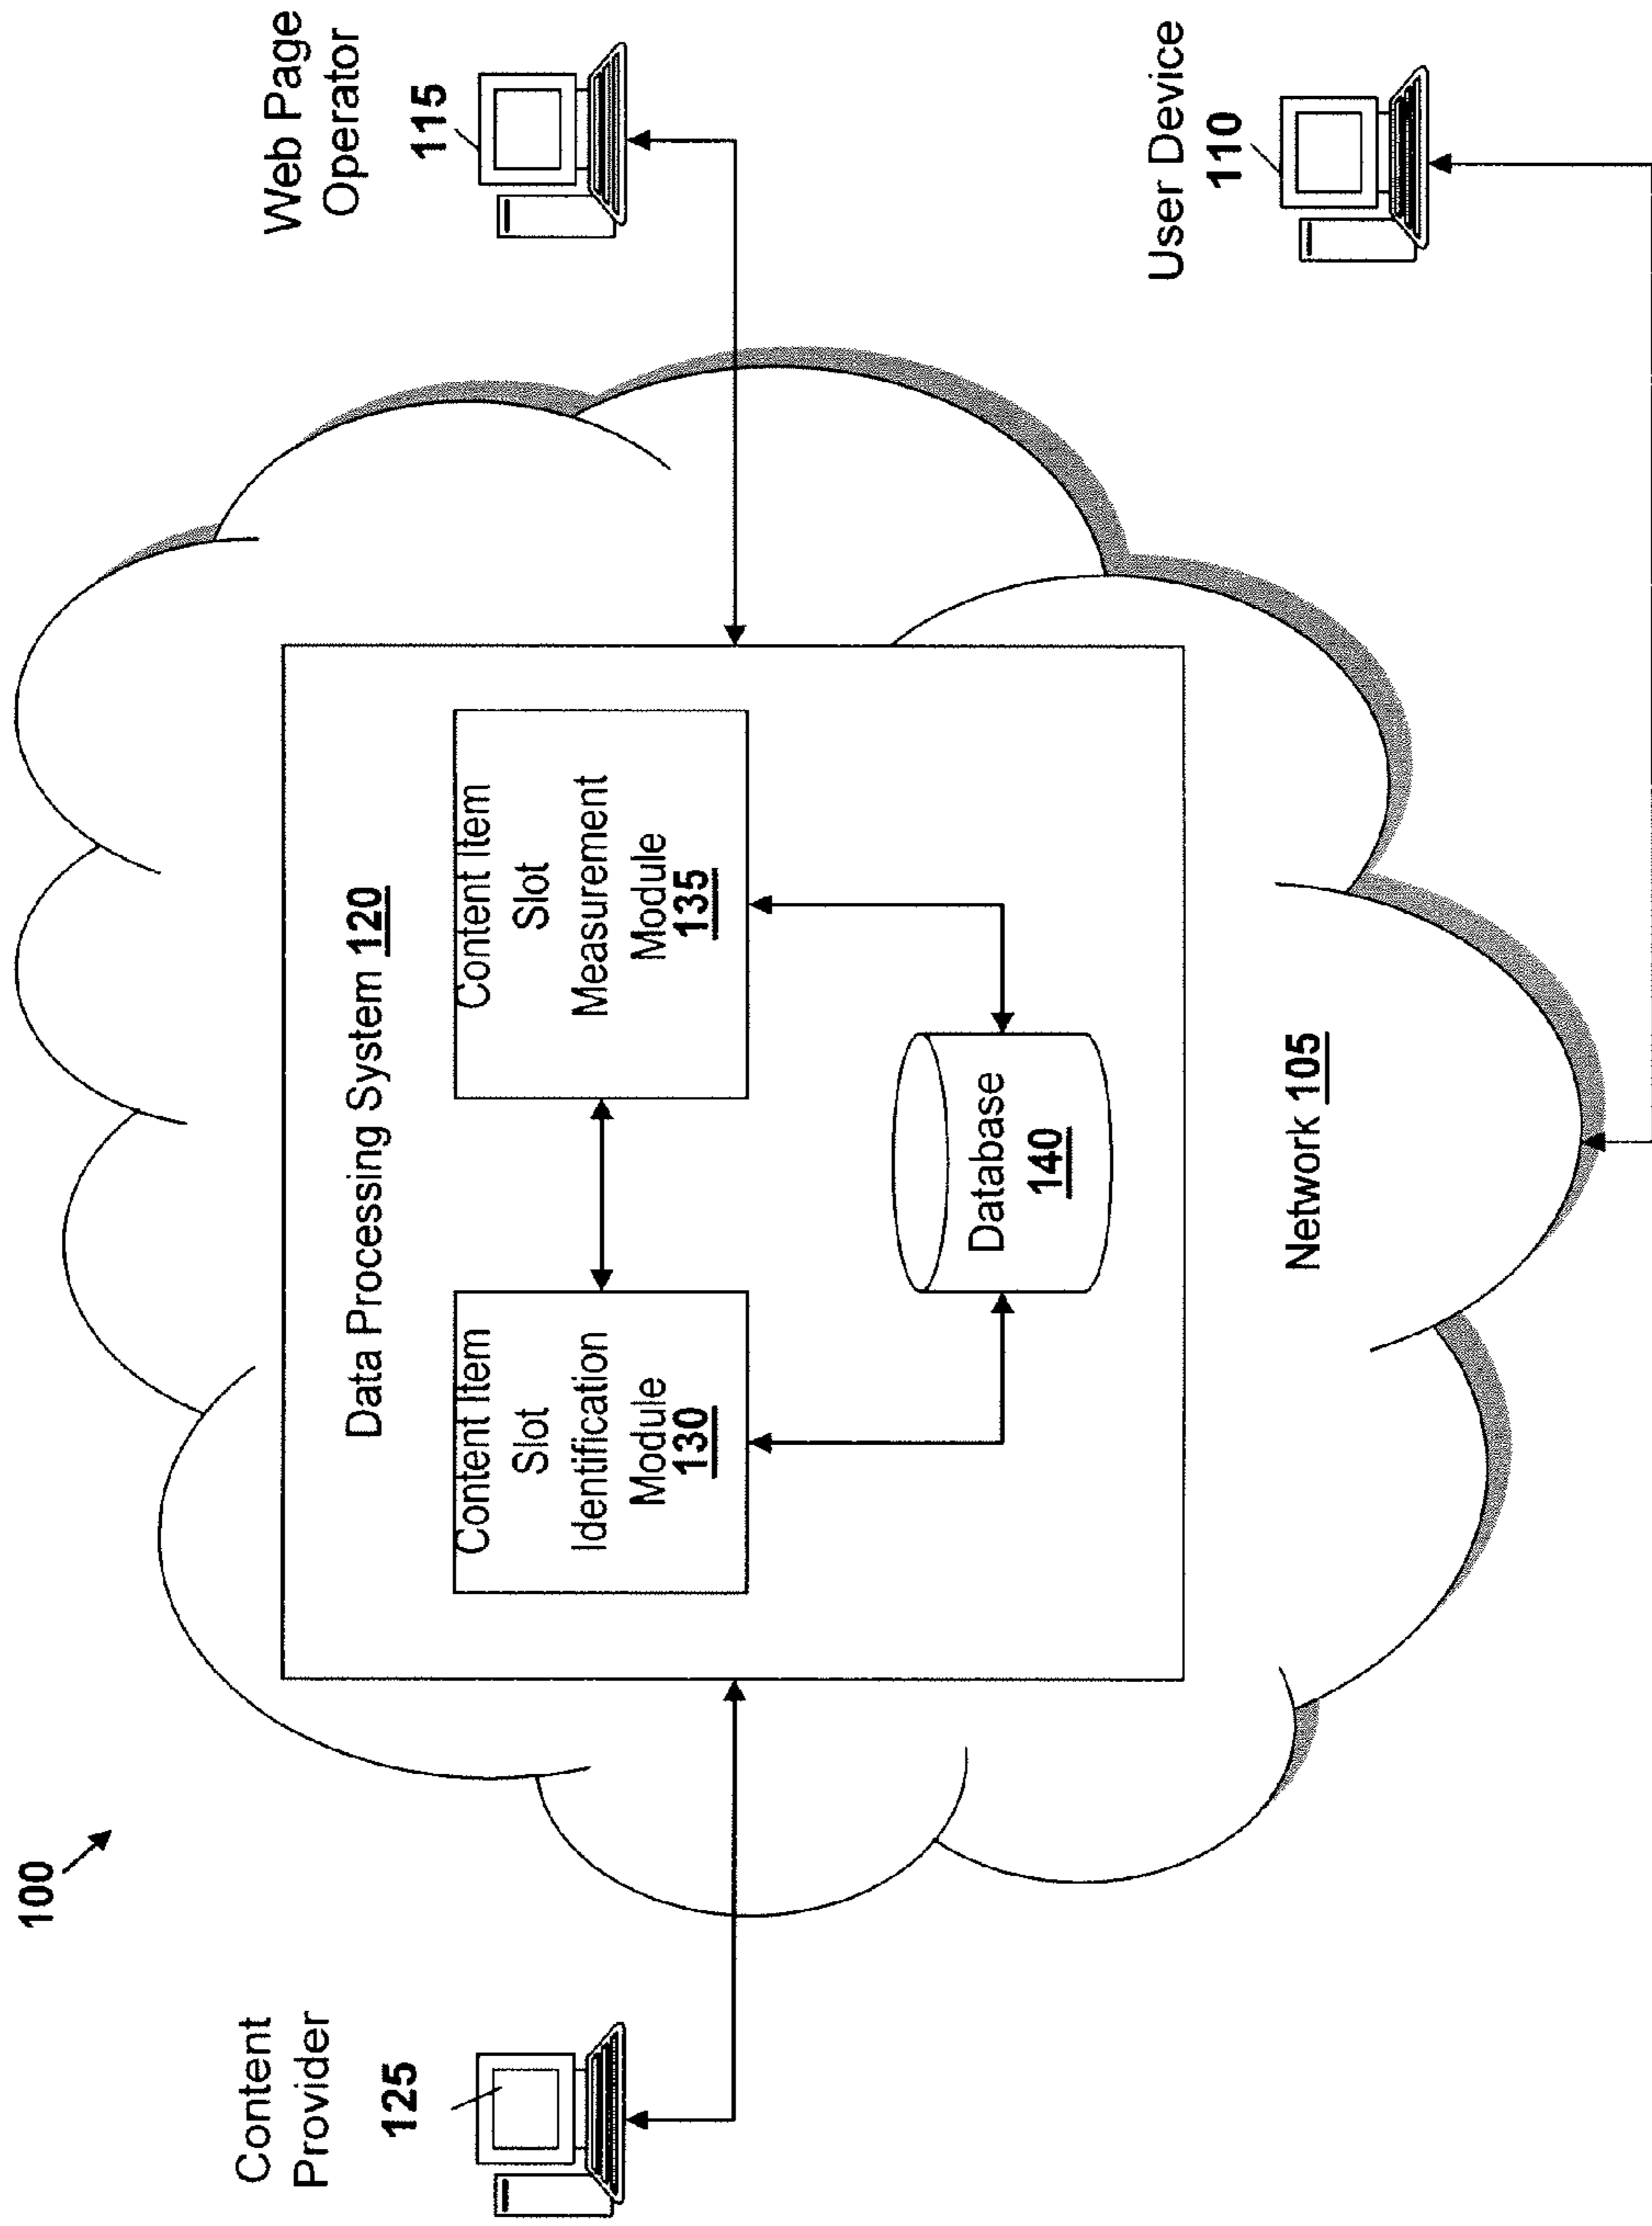 100
Content
Provider
125
Web Page
Operator
115
Data Processing System 120
Content Item
Slot
Identification
Module
130
Content Item
Slot
Measurement
Module
135
Database
140
Network 105
User Device
110